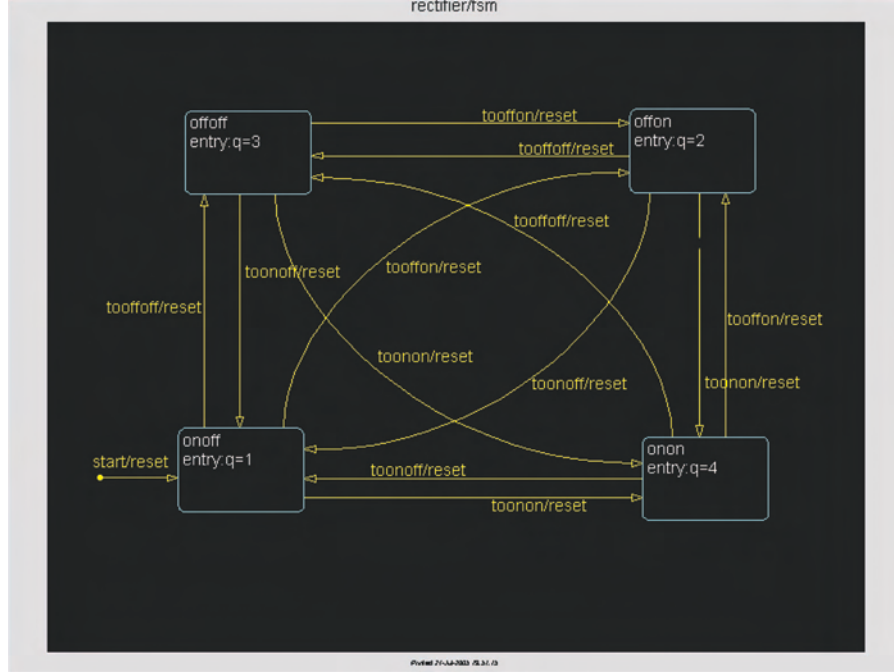 rectifier/fsm
offoff
entry:q=3
tooffon/reset
offon
entry:q=2
tooffoff/reset
tooffoff/reset
toonoff/reset
tooffon/reset
tooffoff/reset
tooffon/reset
toonon/reset
toonoff/reset
toonon/reset
onoff
entry:q=1
onon
entry:q=4
start/reset
toonoff/reset
toonon/reset